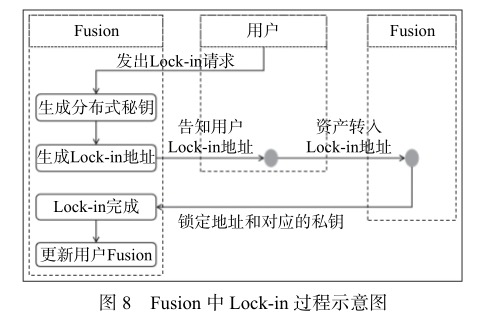 Fusion
用户
Fusion
发出Lock-in请求
生成分布式秘钥
告知用户
Lock-in地址
资产转入
Lock-in地址
生成Lock-in地址
Lock-in完成
锁定地址和对应的私钥
更新用户Fusion
图 8 Fusion 中 Lock-in 过程示意图